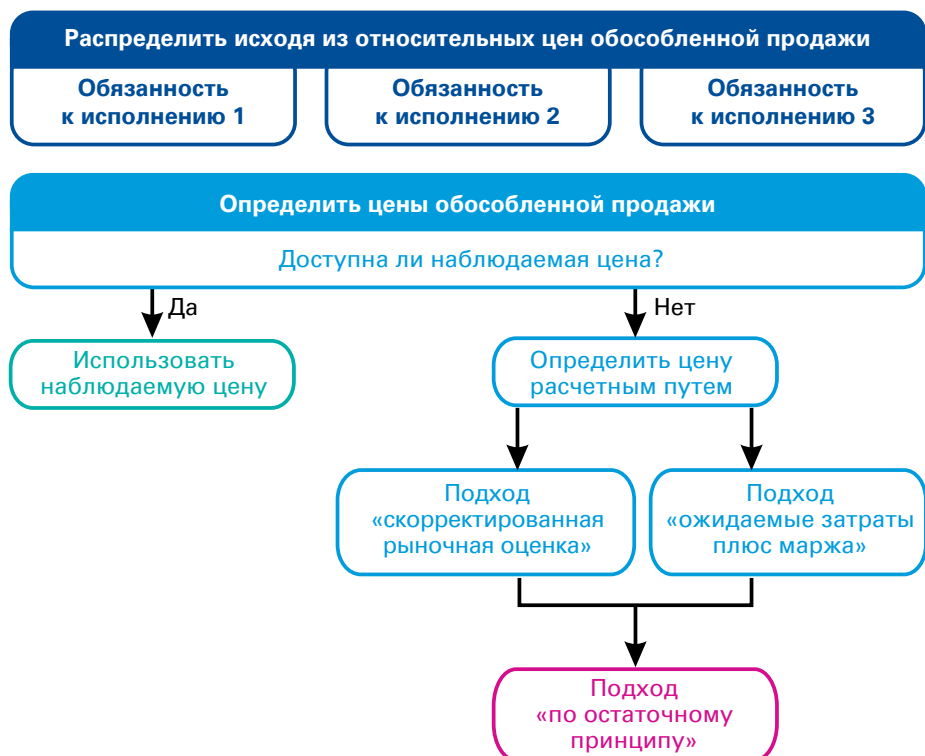 Распределить исходя из относительных цен обособленной продажи
Обязанность
к исполнению 1
Обязанность
к исполнению 2
Обязанность
к исполнению 3
Определить цены обособленной продажи
Доступна ли наблюдаемая цена?
Да
Нет
Использовать
наблюдаемую цену
Определить цену
расчетным путем
Подход
«скорректированная
рыночная оценка»
Подход
«ожидаемые затраты
плюс маржа»
Подход
«по остаточному
принципу»